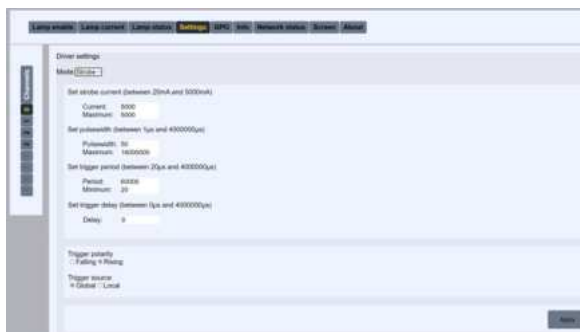 Lamp enable Lamp current Lamp status Settings GPO Info Network status Screen About
Channels
Driver settings
Mode Strobe
Set strobe current (between 20mA and 5000mA)
Current: 5000
Maximum: 5000
Set pulsewidth (between 1µs and 4000000µs)
Pulsewidth: 50
Set trigger period (between 20µs and 4000000µs)
Period: 60000
Minimum: 20
Set trigger delay (between 0µs and 4000000µs)
Delay: 0
Trigger polarity
Falling Rising
Trigger source
Global Local